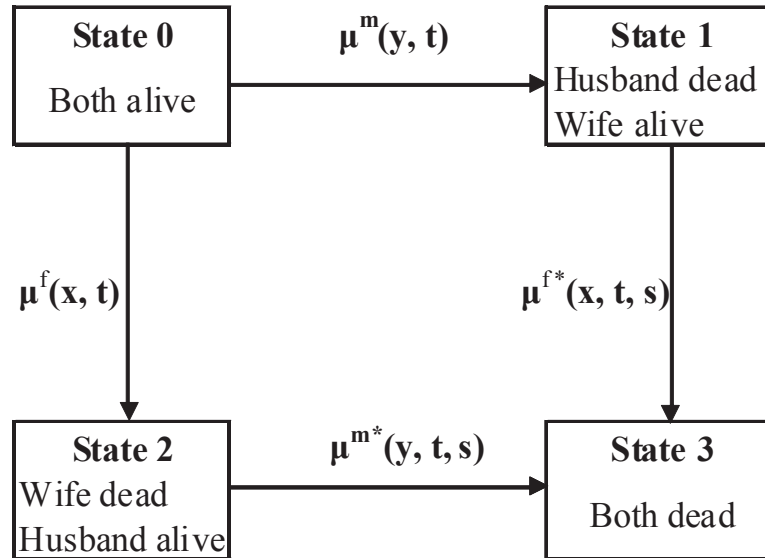 State 0
Both alive
μᵐ(y, t)
State 1
Husband dead
Wife alive
μᶠ(x, t)
μᶠ*(x, t, s)
State 2
Wife dead
Husband alive
μᵐ*(y, t, s)
State 3
Both dead